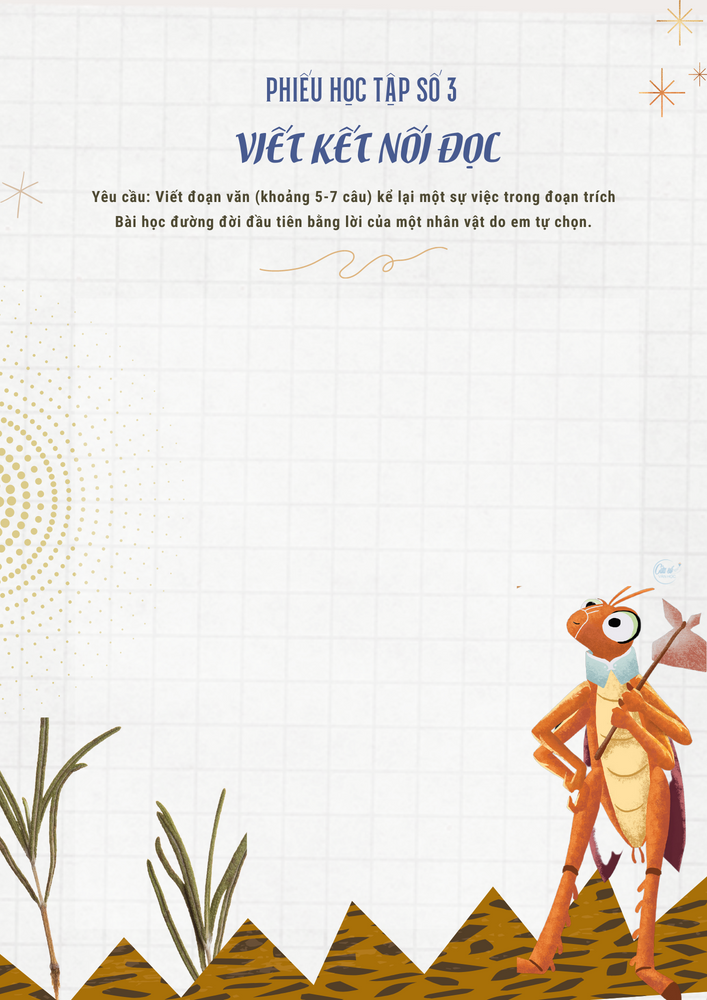 PHIẾU HỌC TẬP SỐ 3
VIẾT KẾT NỐI ĐỌC
Yêu cầu: Viết đoạn văn (khoảng 5-7 câu) kể lại một sự việc trong đoạn trích
Bài học đường đời đầu tiên bằng lời của một nhân vật do em tự chọn.